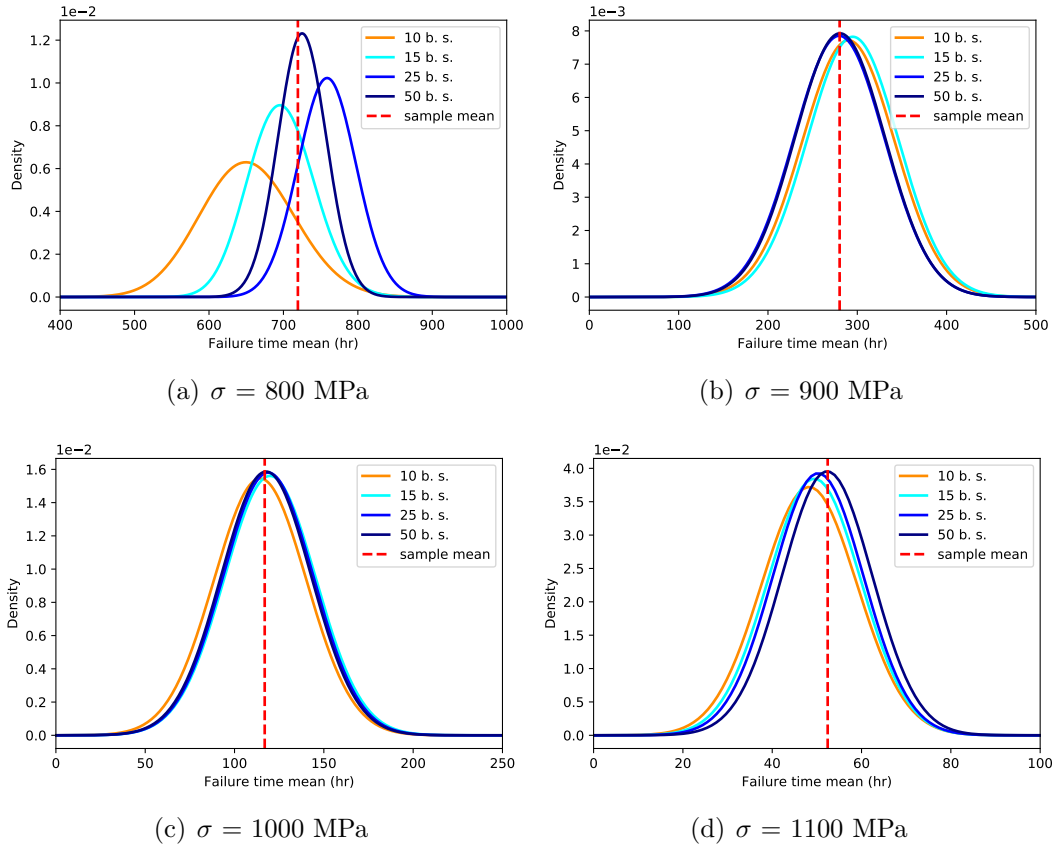 1e−2
1.2
1.0
0.8
0.6
0.4
0.2
0.0
Density
400 500 600 700 800 900 1000
Failure time mean (hr)
10 b. s.
15 b. s.
25 b. s.
50 b. s.
sample mean
(a) σ = 800 MPa
1e−3
8
7
6
5
4
3
2
1
0
Density
0 100 200 300 400 500
Failure time mean (hr)
10 b. s.
15 b. s.
25 b. s.
50 b. s.
sample mean
(b) σ = 900 MPa
1e−2
1.6
1.4
1.2
1.0
0.8
0.6
0.4
0.2
0.0
Density
0 50 100 150 200 250
Failure time mean (hr)
10 b. s.
15 b. s.
25 b. s.
50 b. s.
sample mean
(c) σ = 1000 MPa
1e−2
4.0
3.5
3.0
2.5
2.0
1.5
1.0
0.5
0.0
Density
0 20 40 60 80 100
Failure time mean (hr)
10 b. s.
15 b. s.
25 b. s.
50 b. s.
sample mean
(d) σ = 1100 MPa